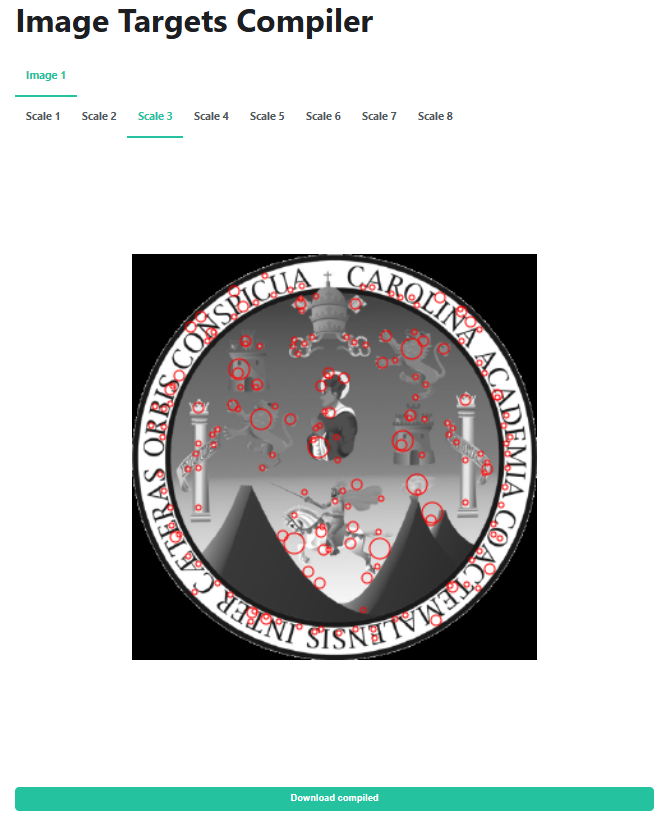 Image Targets Compiler
Image 1
Scale 1 Scale 2 Scale 3 Scale 4 Scale 5 Scale 6 Scale 7 Scale 8
CAROLINA ACADEMIA COACTEMALENSIS INTER CÆTERAS ORBIS CONSPICUA
Download compiled